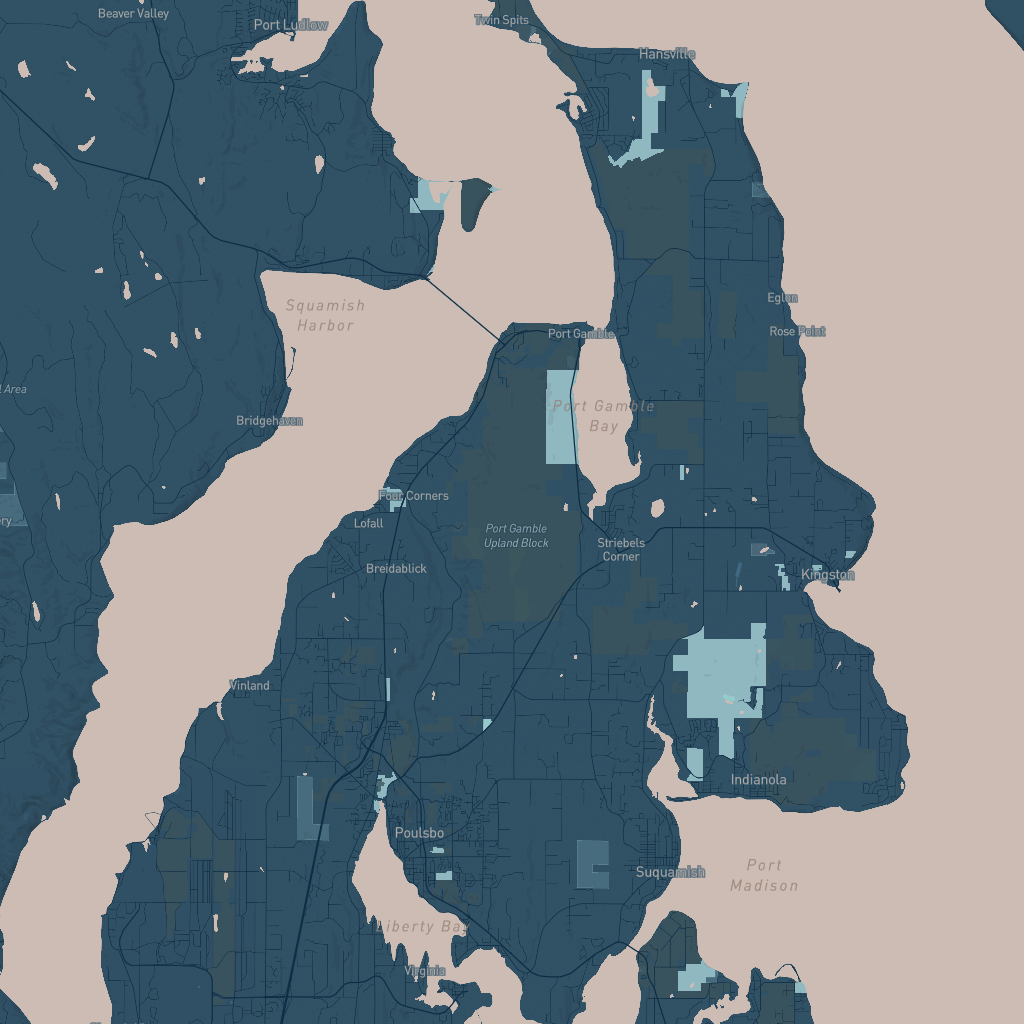 Beaver Valley
Port Ludlow
Twin Spits
Hansville
Squamish
Harbor
Eglon
Rose Point
Port Gamble
l Area
Port Gamble
Bay
Bridgehaven
Four Corners
ry
Lofall
Port Gamble
Upland Block
Striebels
Corner
Breidablick
Kingston
Vinland
Indianola
Poulsbo
Suquamish
Port
Madison
Liberty Bay
Virginia